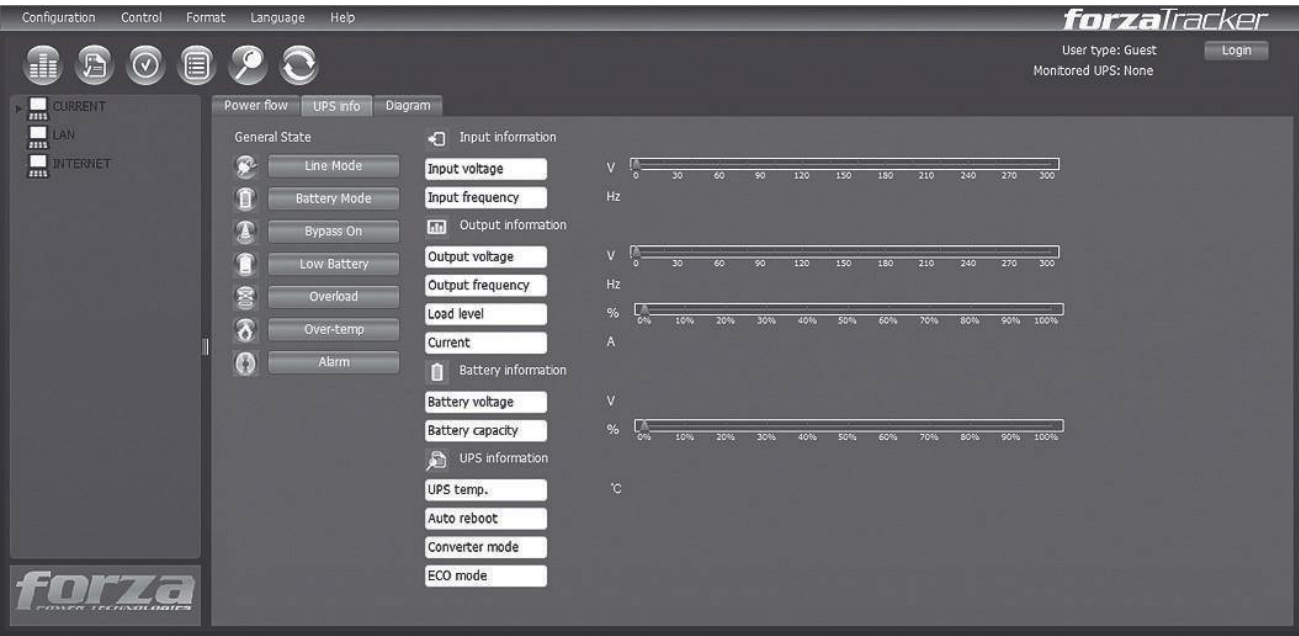 Configuration Control Format Language Help
forzaTracker
User type: Guest
Login
Monitored UPS: None
CURRENT
LAN
INTERNET
Power flow UPS info Diagram
General State
Line Mode
Battery Mode
Bypass On
Low Battery
Overload
Over-temp
Alarm
Input information
Input voltage V
0 30 60 90 120 150 180 210 240 270 300
Input frequency Hz
Output information
Output voltage V
0 30 60 90 120 150 180 210 240 270 300
Output frequency Hz
Load level %
0% 10% 20% 30% 40% 50% 60% 70% 80% 90% 100%
Current A
Battery information
Battery voltage V
Battery capacity %
0% 10% 20% 30% 40% 50% 60% 70% 80% 90% 100%
UPS information
UPS temp. °C
Auto reboot
Converter mode
ECO mode
forza
POWER TECHNOLOGIES